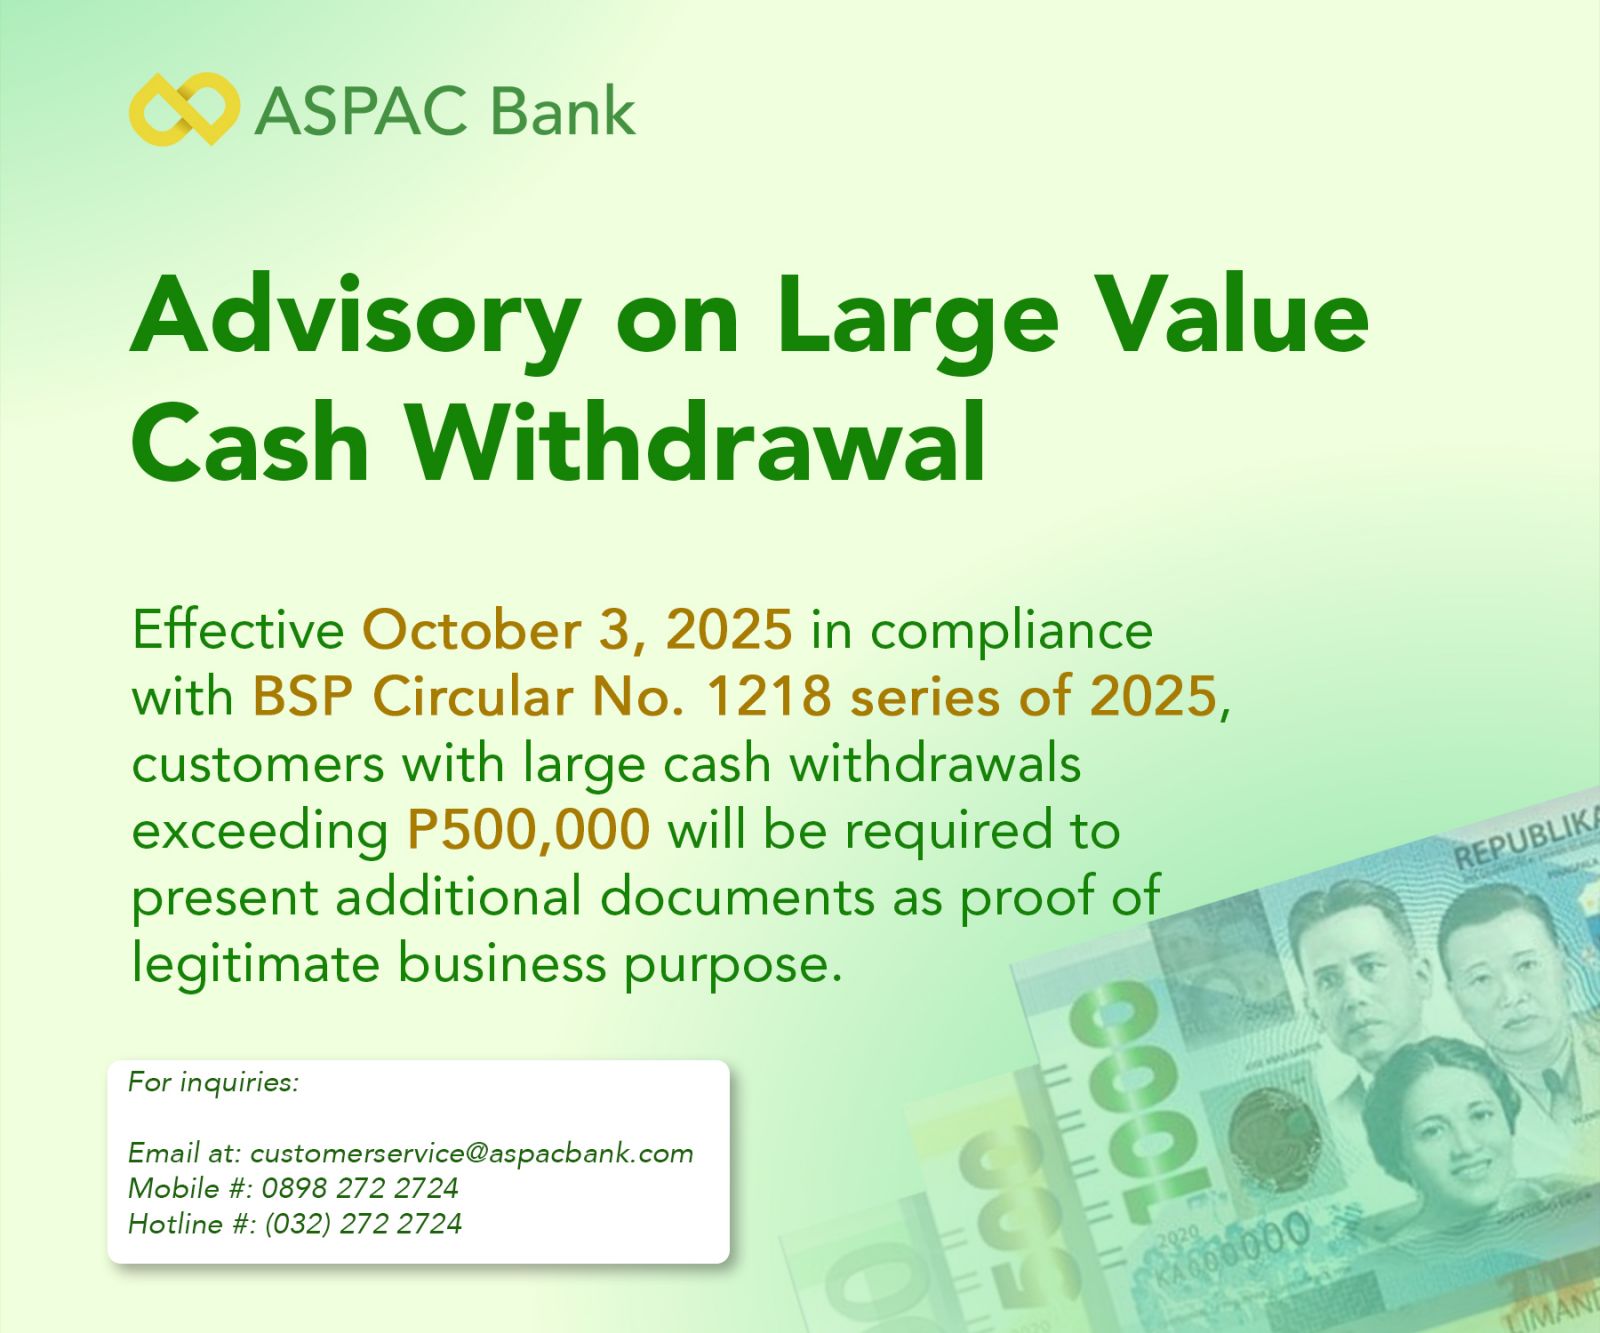 ASPAC Bank
Advisory on Large Value
Cash Withdrawal
Effective October 3, 2025 in compliance
with BSP Circular No. 1218 series of 2025,
customers with large cash withdrawals
exceeding P500,000 will be required to
present additional documents as proof of
legitimate business purpose.
For inquiries:
Email at: customerservice@aspacbank.com
Mobile #: 0898 272 2724
Hotline #: (032) 272 2724
REPUBLIKA
1000
2020
KA000000
500
2020
LIMAND